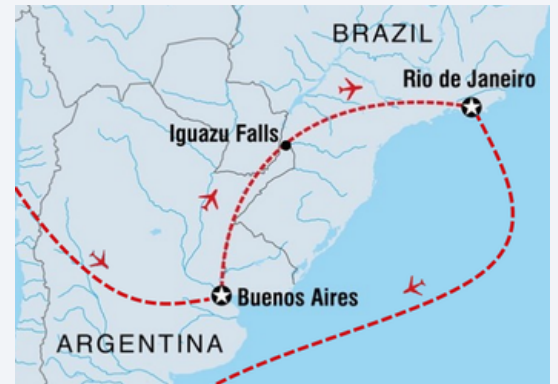 BRAZIL
Rio de Janeiro
Iguazu Falls
Buenos Aires
ARGENTINA